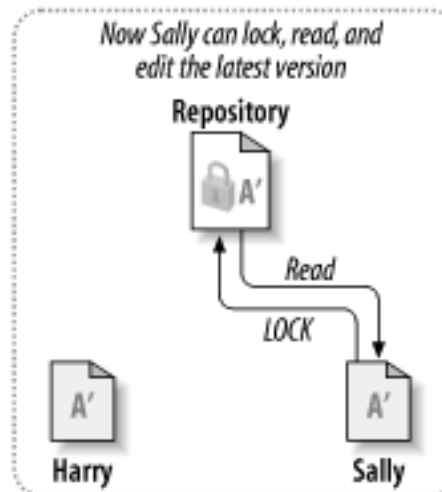 Now Sally can lock, read, and
edit the latest version
Repository
A′
Read
LOCK
A′
A′
Harry
Sally